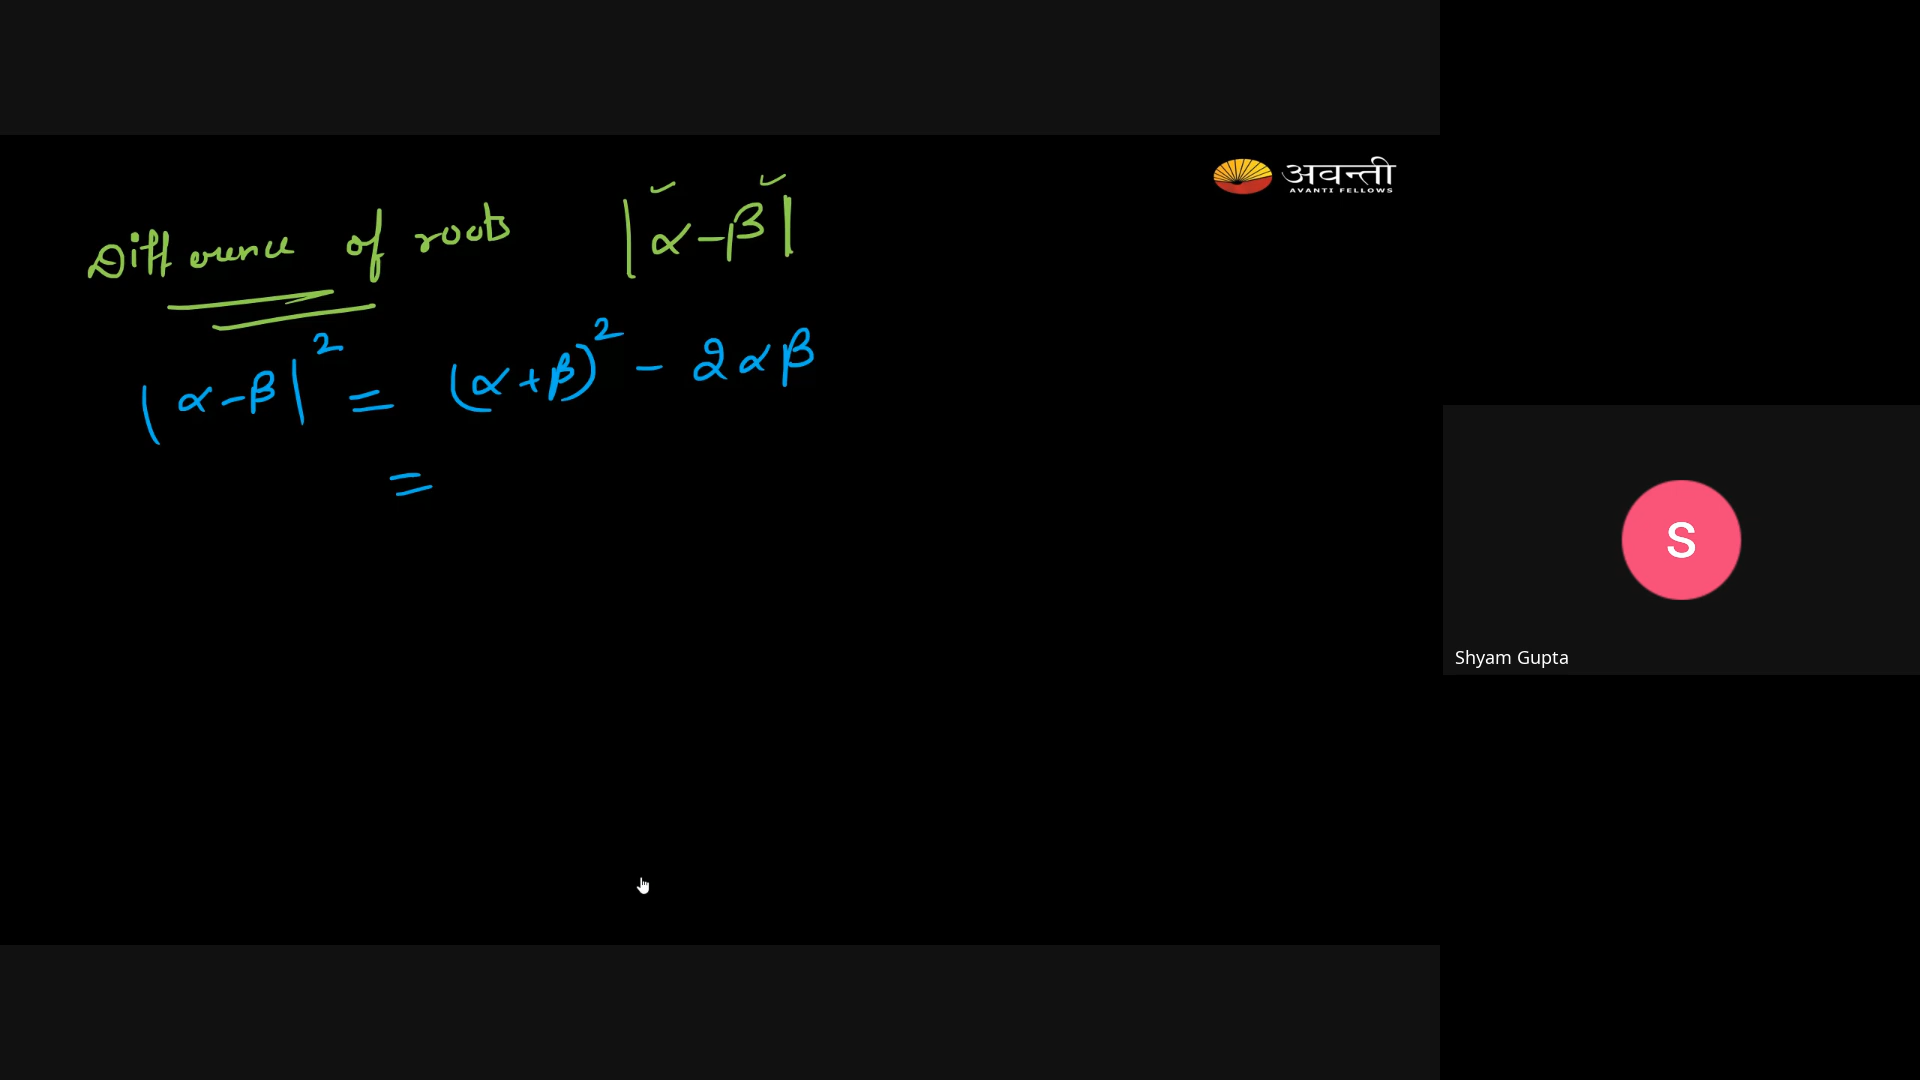 अवन्ती
AVANTI FELLOWS
Difference of roots |α-β|
|α-β|² = (α+β)² - 2αβ
=
S
Shyam Gupta